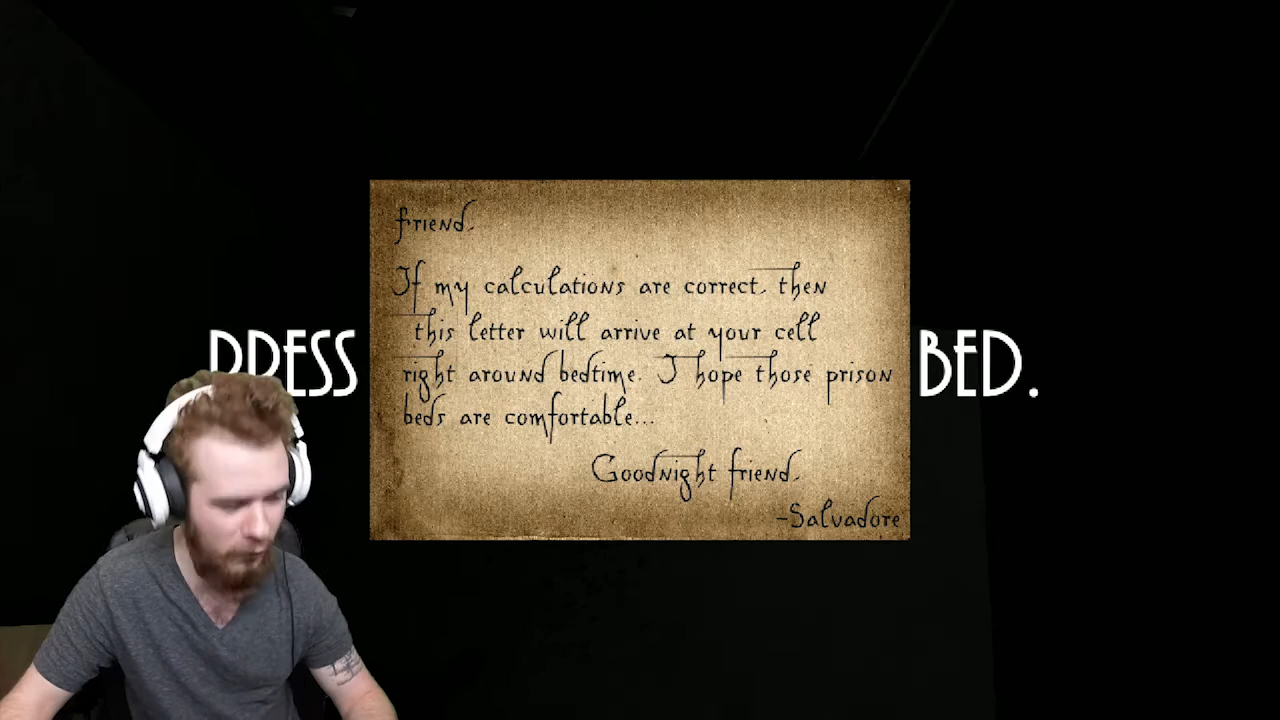 friend,
If my calculations are correct, then
this letter will arrive at your cell
right around bedtime. I hope those prison
beds are comfortable...
Goodnight friend.
-Salvadore
PRESS BED.